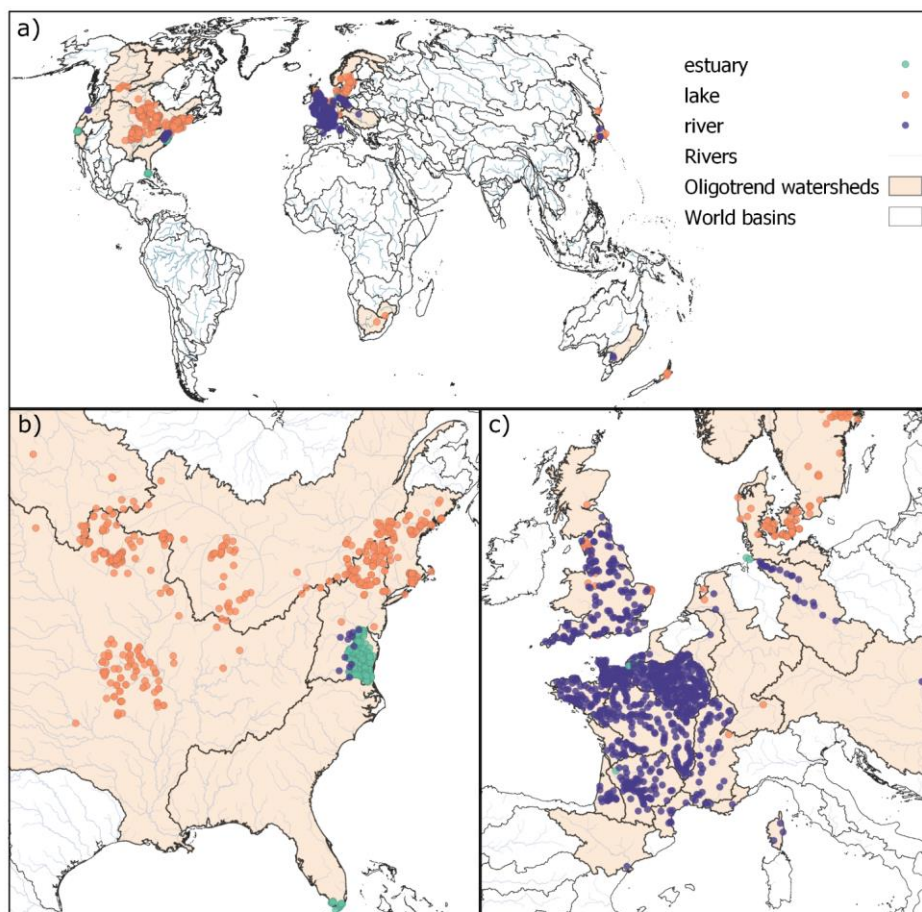 a)
estuary
lake
river
Rivers
Oligotrend watersheds
World basins
b)
c)